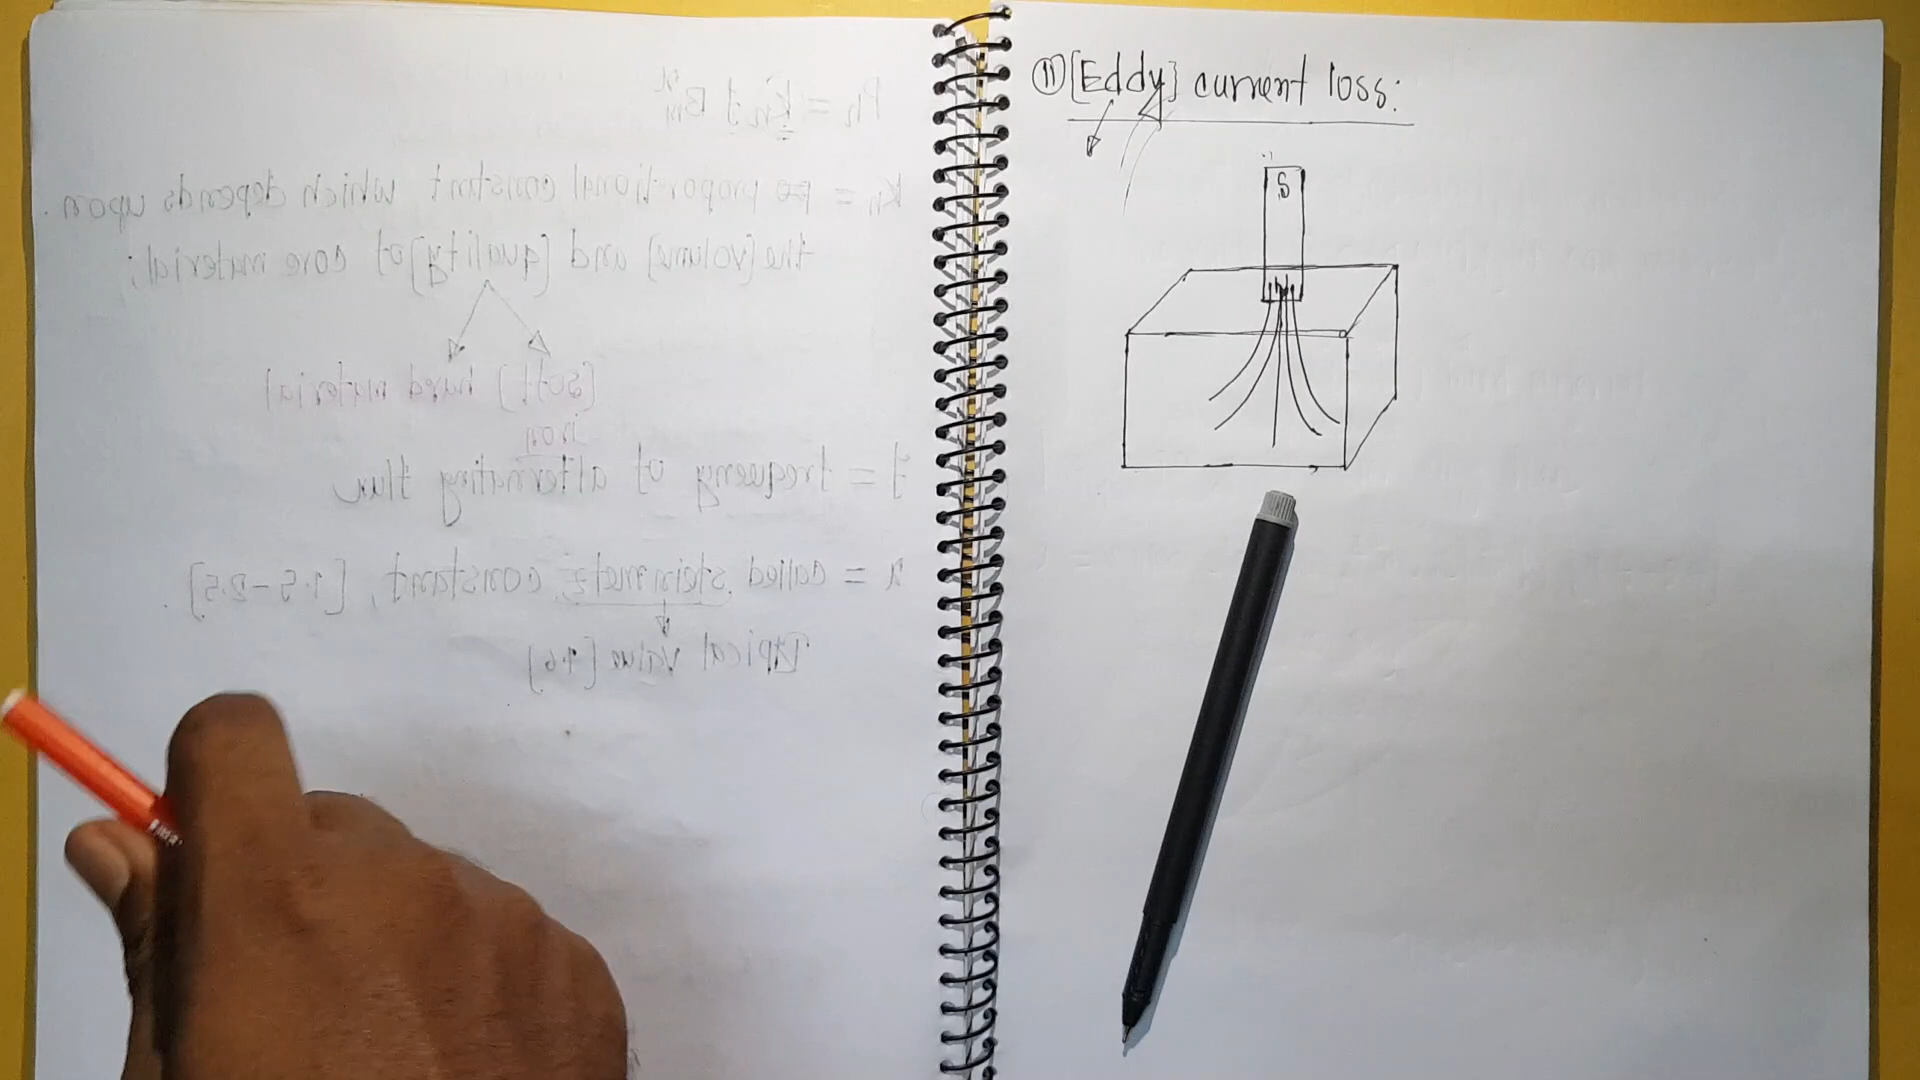 Ph = Kh f Bm^x
Kh = po proportional constant which depends upon.
the [volume] and [quality] of core material;
[soft] hard material
iron
f = frequency of alternating flux
x = called steinmetz constant, [1.5-2.5].
Typical value [1.6]
11 [Eddy] current loss:
S
N